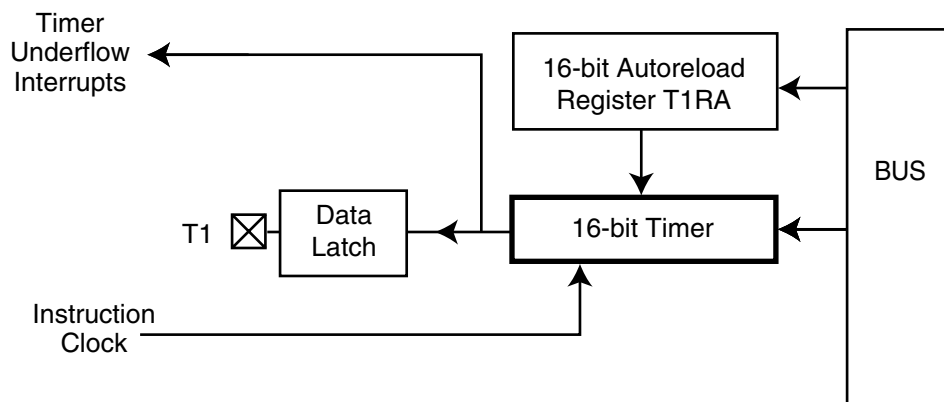 Timer
Underflow
Interrupts
16-bit Autoreload
Register T1RA
BUS
16-bit Timer
T1
Data
Latch
Instruction
Clock